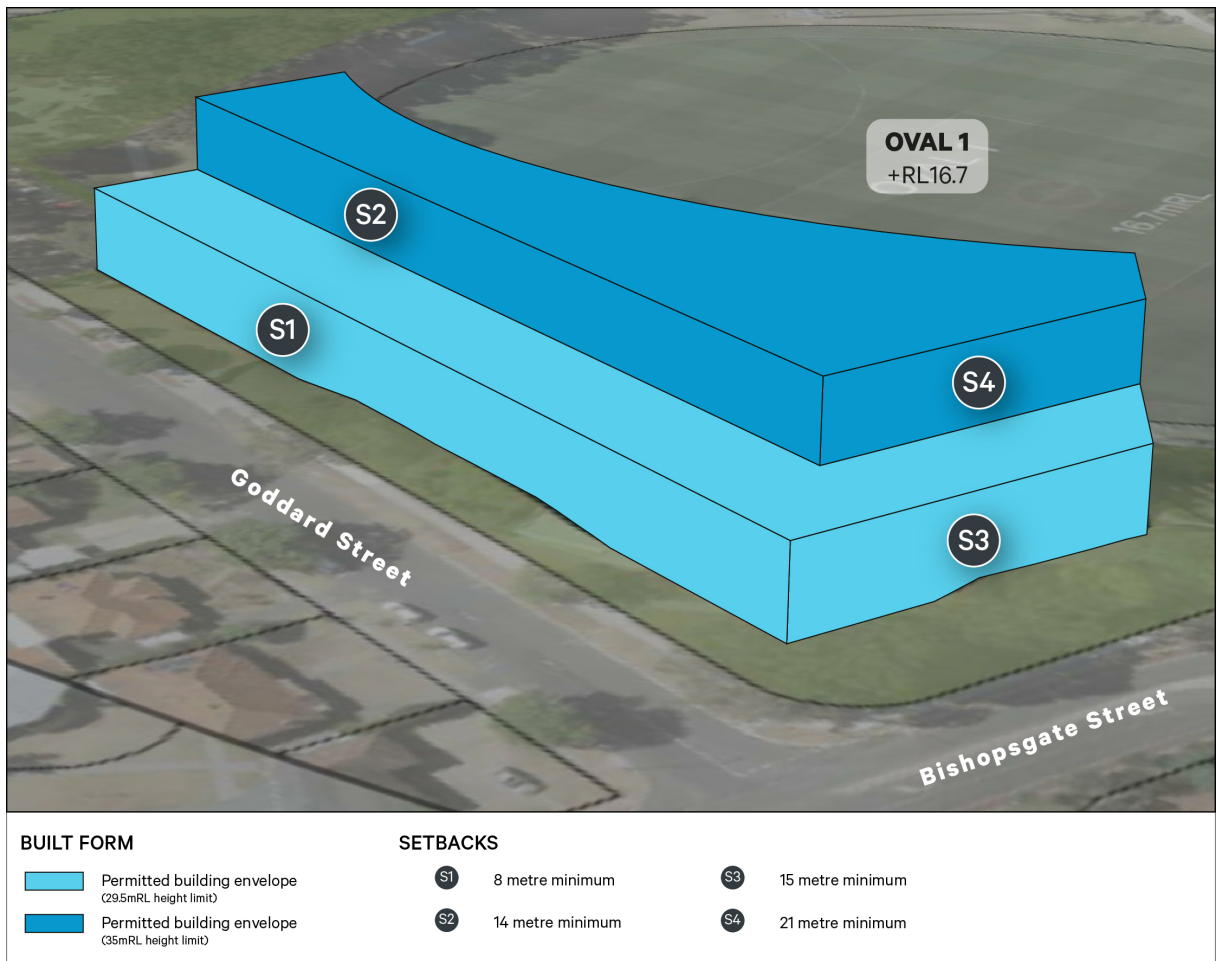 OVAL 1
+RL16.7
16.7mRL
S2
S1
S4
S3
Goddard Street
Bishopsgate Street
BUILT FORM
Permitted building envelope
(29.5mRL height limit)
Permitted building envelope
(35mRL height limit)
SETBACKS
S1 8 metre minimum
S2 14 metre minimum
S3 15 metre minimum
S4 21 metre minimum